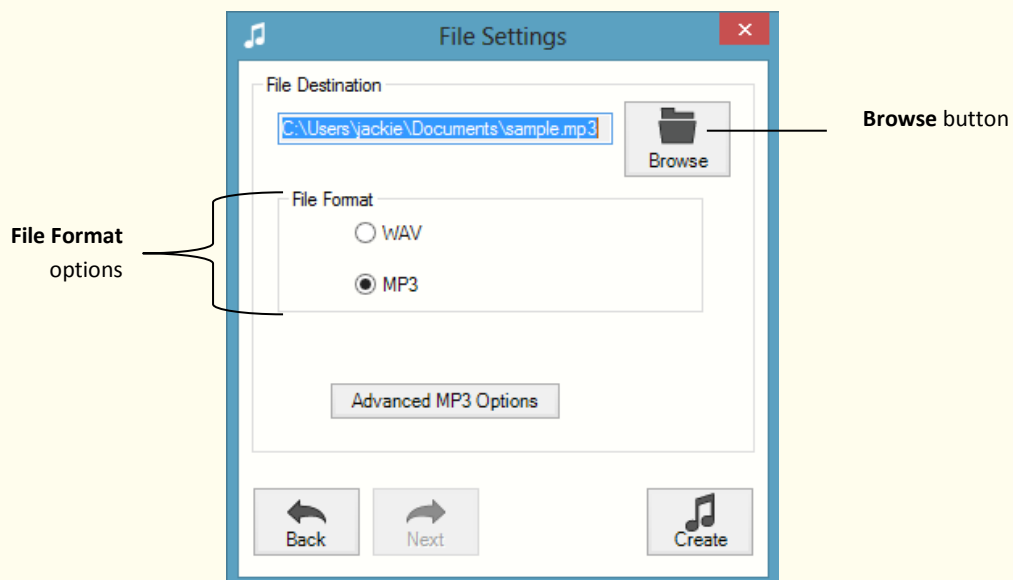 File Settings
File Destination
C:\Users\jackie\Documents\sample.mp3
Browse
Browse button
File Format
WAV
MP3
File Format
options
Advanced MP3 Options
Back
Next
Create